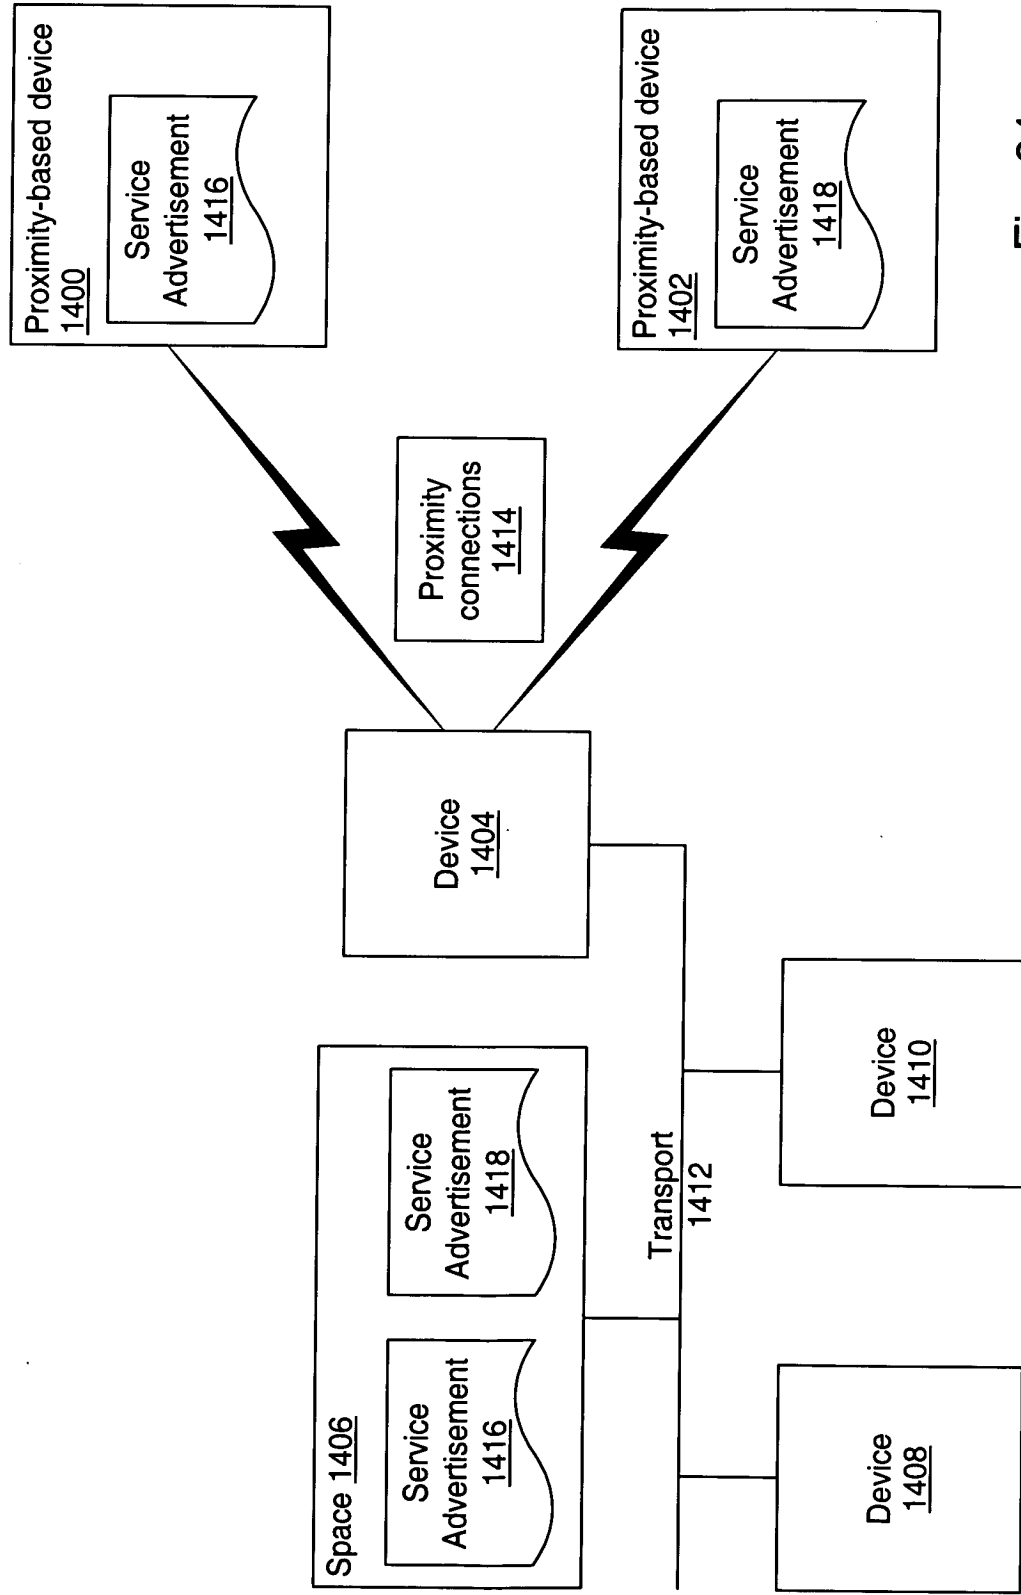 Proximity-based device
1400
Service
Advertisement
1416
Space 1406
Service
Advertisement
1416
Service
Advertisement
1418
Device
1404
Proximity
connections
1414
Transport
1412
Proximity-based device
1402
Service
Advertisement
1418
Device
1408
Device
1410